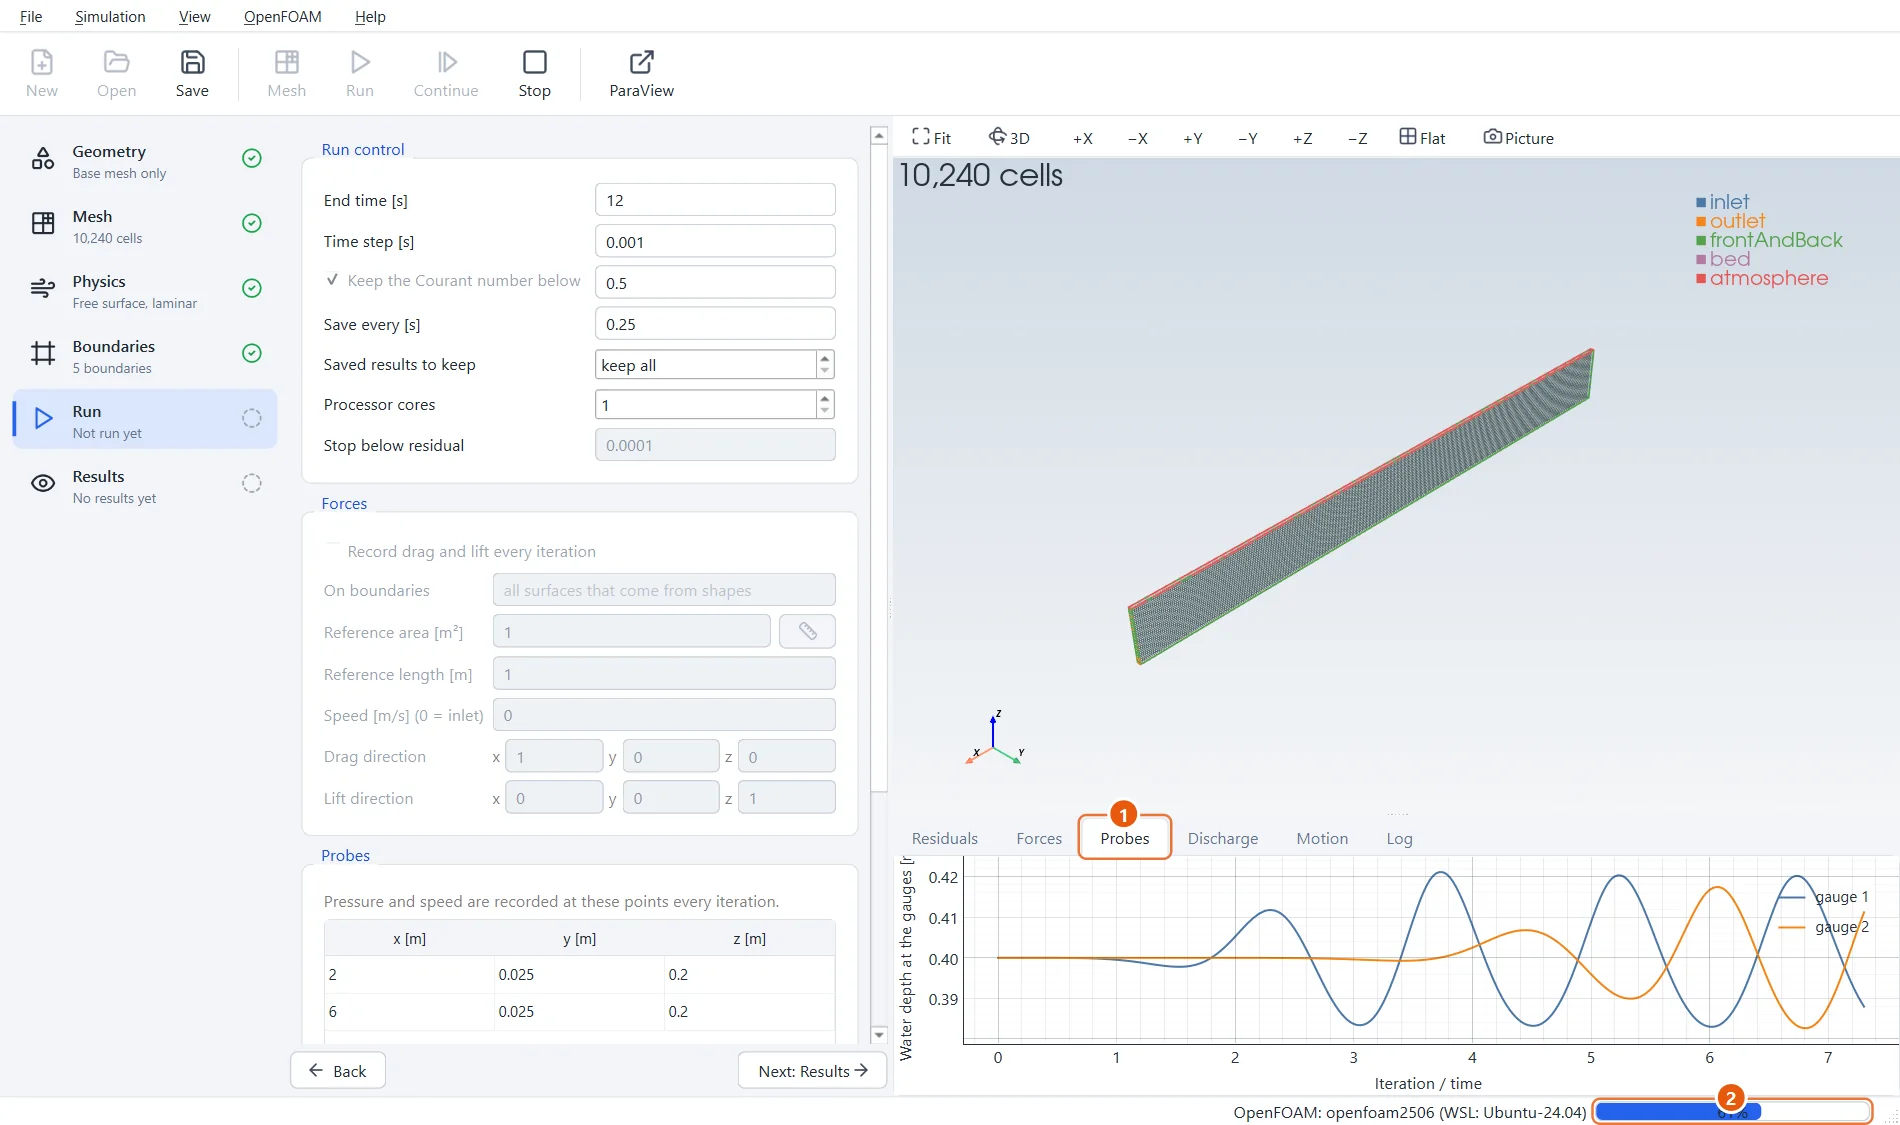 File Simulation View OpenFOAM Help
New Open Save Mesh Run Continue Stop ParaView
Geometry
Base mesh only
Mesh
10,240 cells
Physics
Free surface, laminar
Boundaries
5 boundaries
Run
Not run yet
Results
No results yet
Run control
End time [s] 12
Time step [s] 0.001
Keep the Courant number below 0.5
Save every [s] 0.25
Saved results to keep keep all
Processor cores 1
Stop below residual 0.0001
Forces
Record drag and lift every iteration
On boundaries all surfaces that come from shapes
Reference area [m²] 1
Reference length [m] 1
Speed [m/s] (0 = inlet) 0
Drag direction x 1 y 0 z 0
Lift direction x 0 y 0 z 1
Probes
Pressure and speed are recorded at these points every iteration.
x [m] y [m] z [m]
2 0.025 0.2
6 0.025 0.2
Back
Next: Results
Fit 3D +X −X +Y −Y +Z −Z Flat Picture
10,240 cells
inlet
outlet
frontAndBack
bed
atmosphere
Z
X
Y
1
Residuals Forces Probes Discharge Motion Log
Water depth at the gauges
0.42
0.41
0.40
0.39
gauge 1
gauge 2
0 1 2 3 4 5 6 7
Iteration / time
OpenFOAM: openfoam2506 (WSL: Ubuntu-24.04)
2